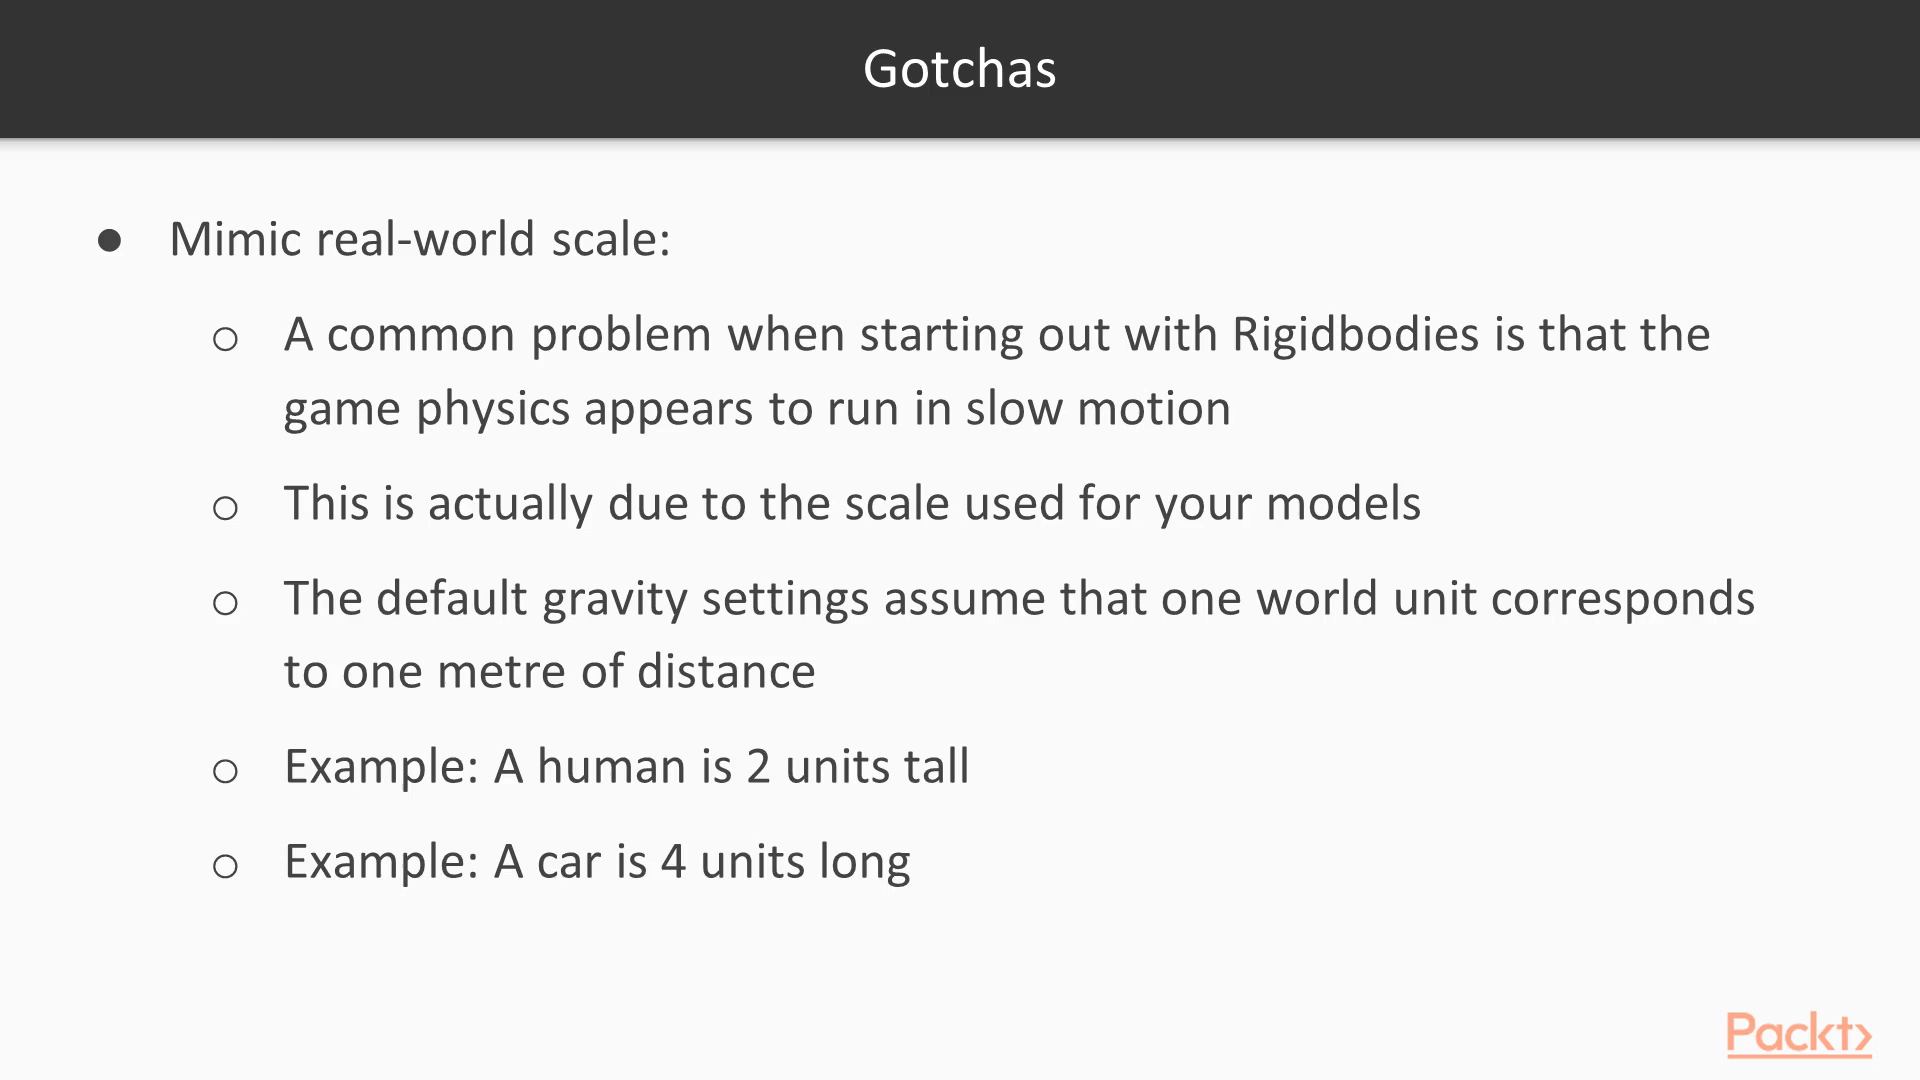 Gotchas
● Mimic real-world scale:
○ A common problem when starting out with Rigidbodies is that the
game physics appears to run in slow motion
○ This is actually due to the scale used for your models
○ The default gravity settings assume that one world unit corresponds
to one metre of distance
○ Example: A human is 2 units tall
○ Example: A car is 4 units long
Packt>